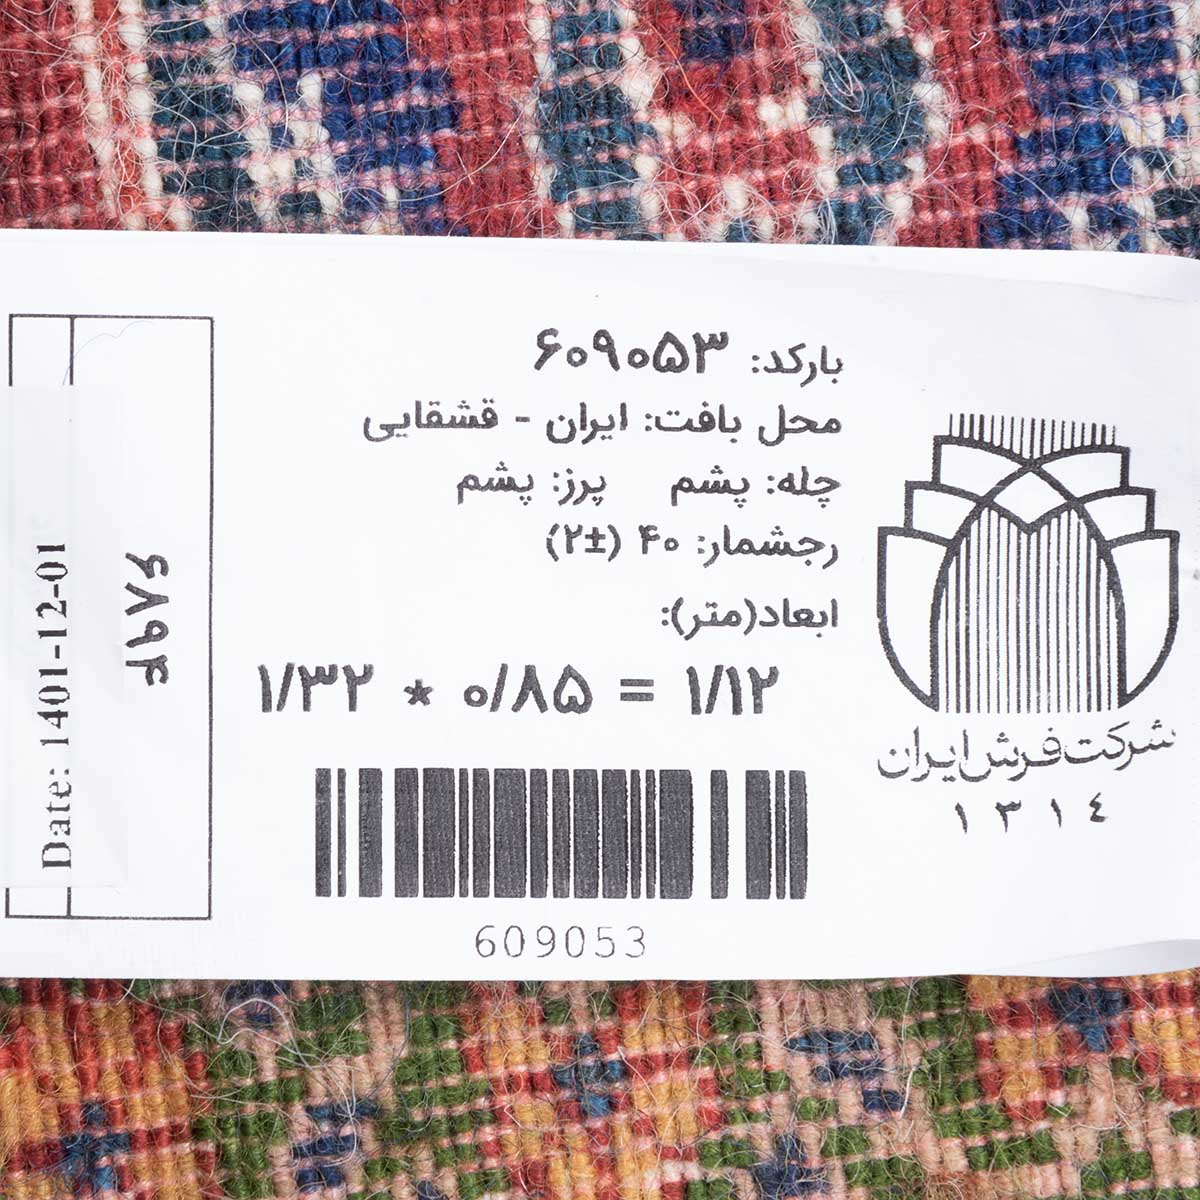 بارکد: ۶۰۹۰۵۳
محل بافت: ایران - قشقایی
چله: پشم پرز: پشم
رجشمار: ۴۰ (±۲)
ابعاد(متر):
۱/۳۲ * ۰/۸۵ = ۱/۱۲
609053
شرکت فرش ایران
١٣١٤
۶۸۹۴
Date: 1401-12-01